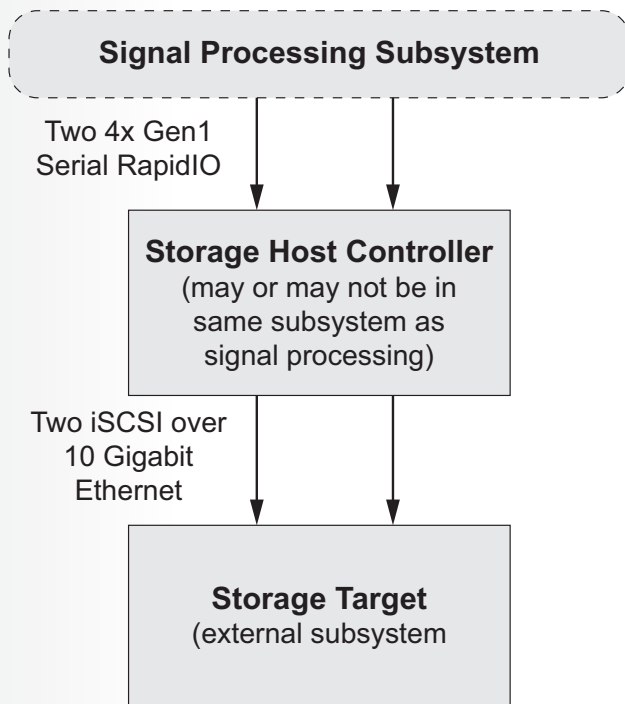 Signal Processing Subsystem
Two 4x Gen1
Serial RapidIO
Storage Host Controller
(may or may not be in
same subsystem as
signal processing)
Two iSCSI over
10 Gigabit
Ethernet
Storage Target
(external subsystem